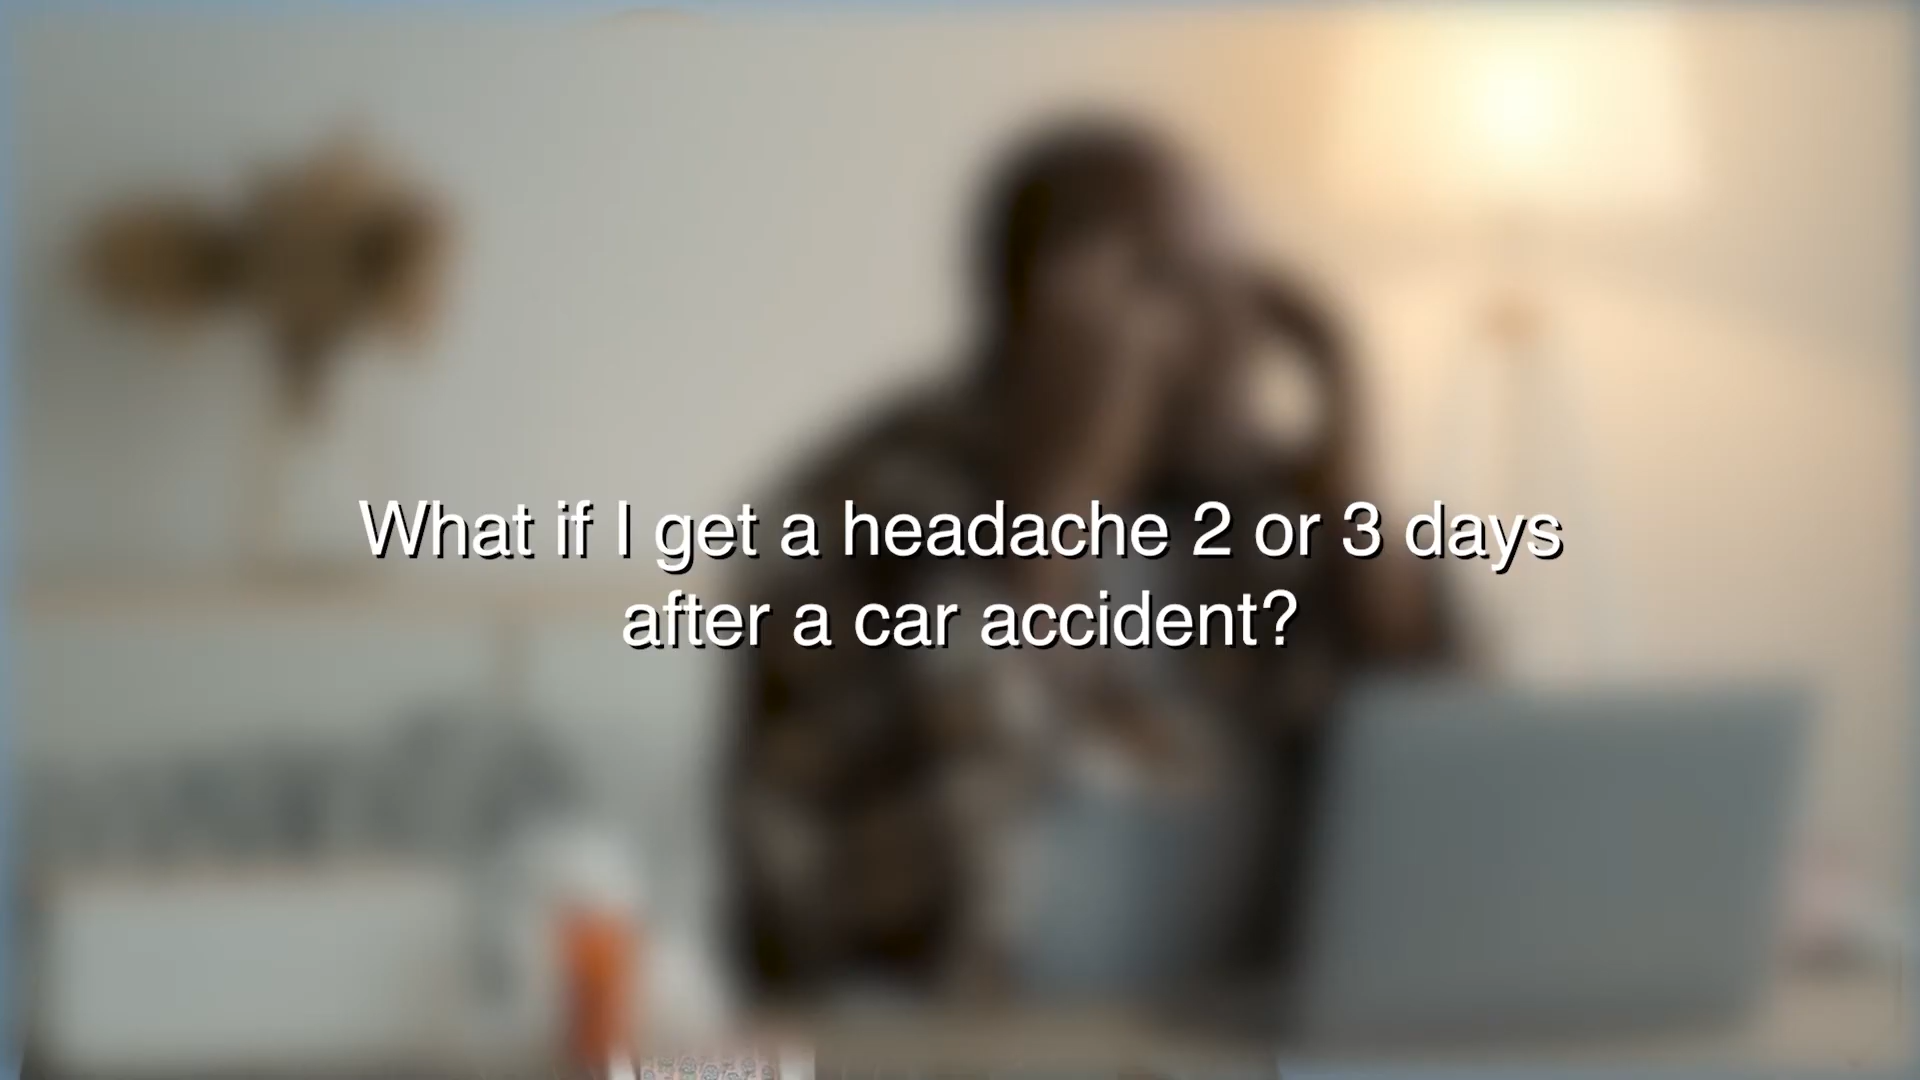 What if I get a headache 2 or 3 days
after a car accident?